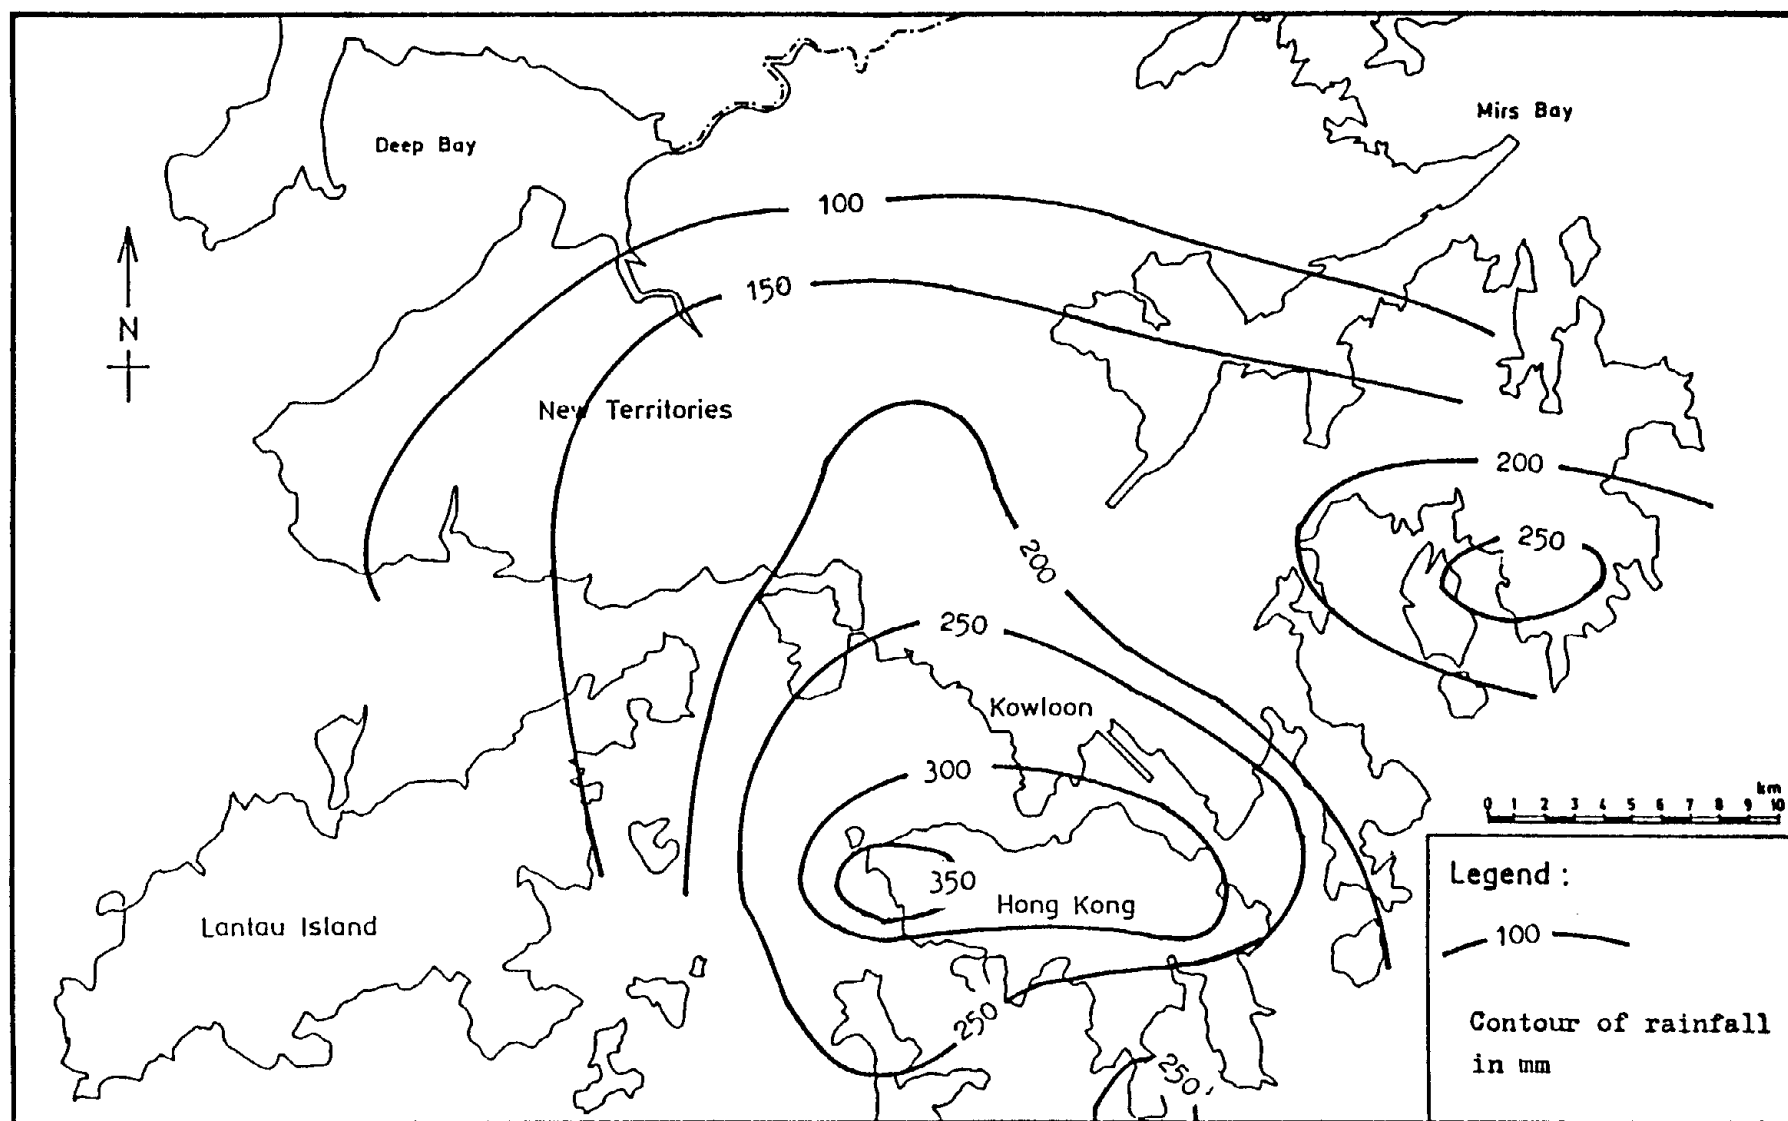 Mirs Bay
Deep Bay
100
150
N
New Territories
200
250
200
250
Kowloon
300
km
0 1 2 3 4 5 6 7 8 9 10
350
Hong Kong
Lantau Island
250
250
Legend :
100
Contour of rainfall
in mm